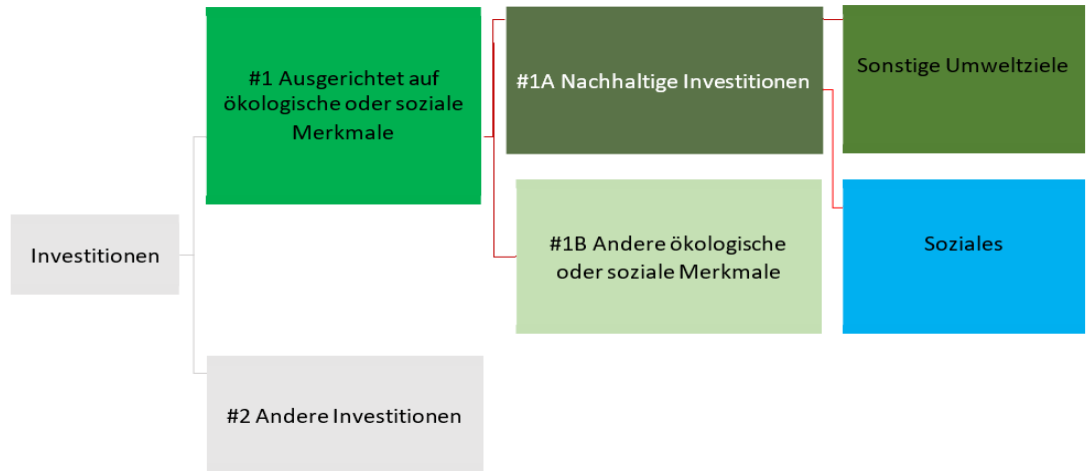 #1 Ausgerichtet auf
ökologische oder soziale
Merkmale
#1A Nachhaltige Investitionen
Sonstige Umweltziele
Investitionen
#1B Andere ökologische
oder soziale Merkmale
Soziales
#2 Andere Investitionen